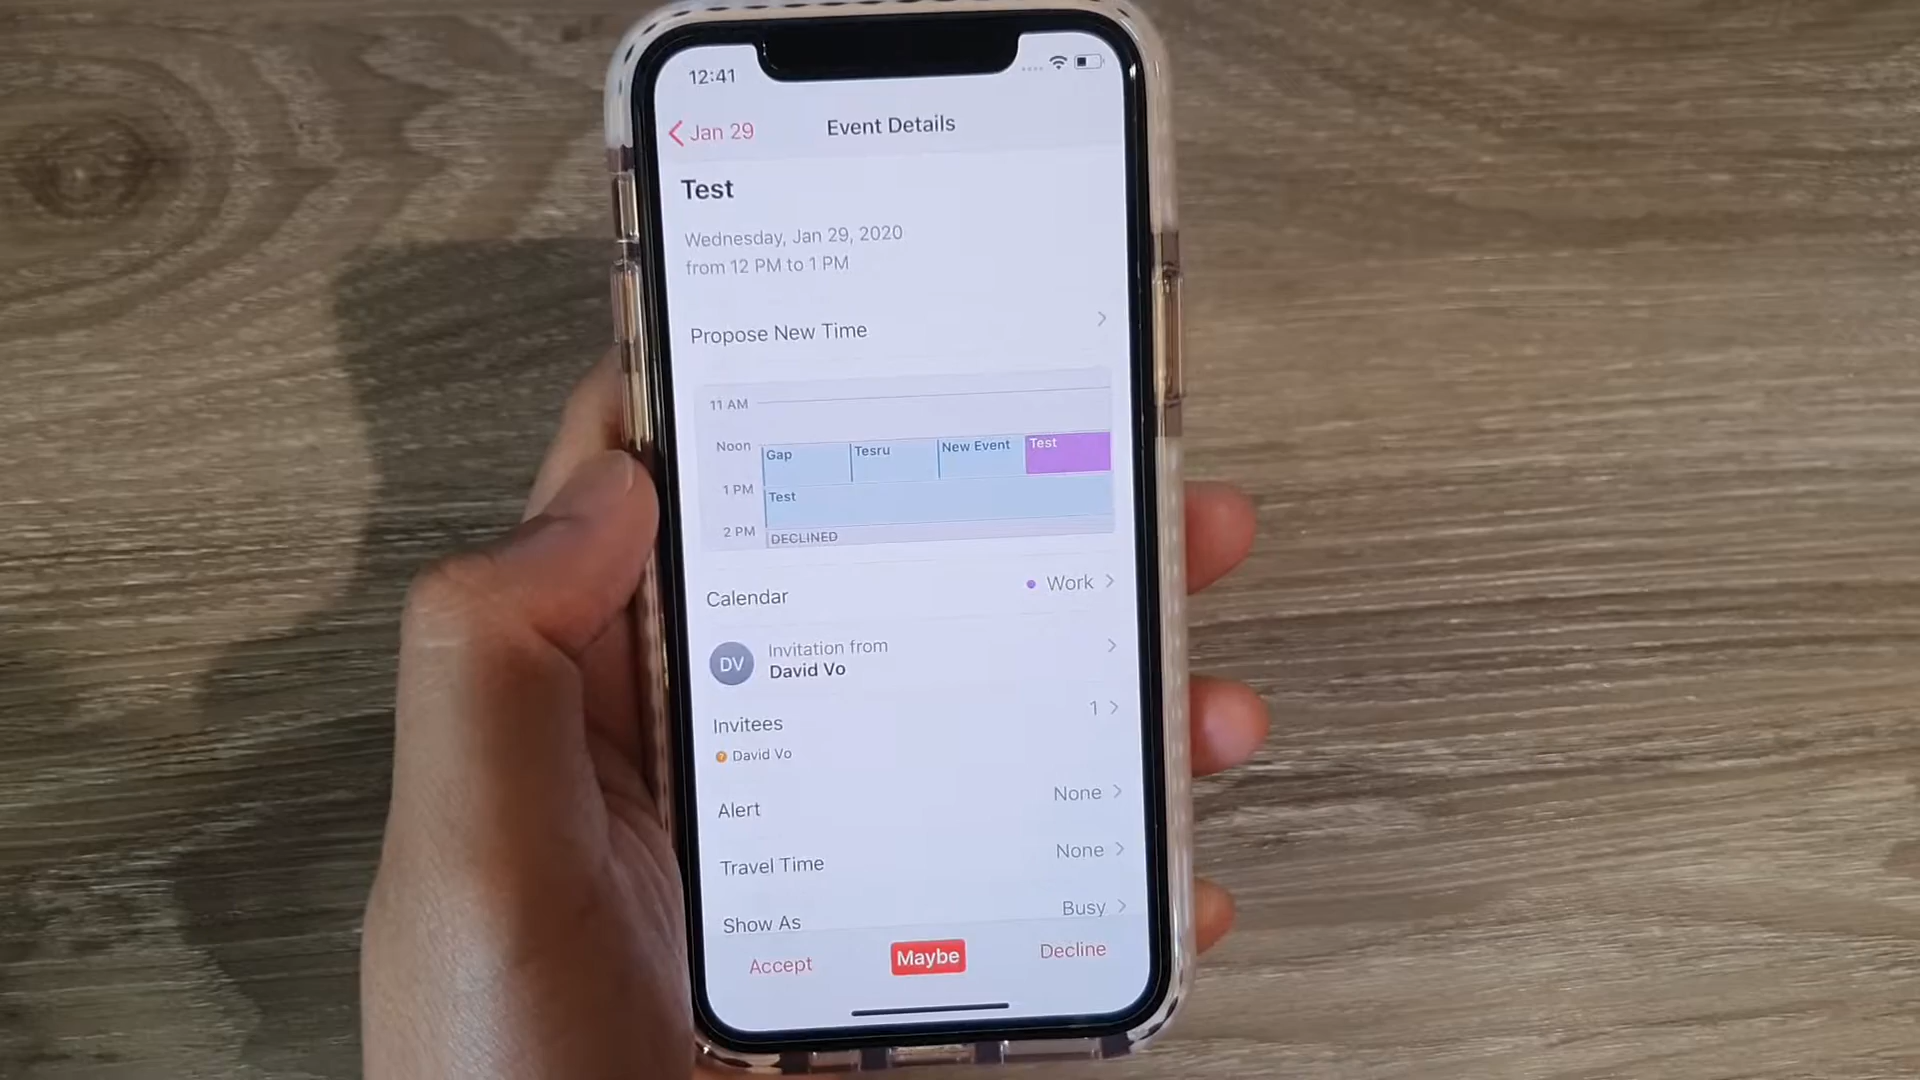 12:41
Jan 29
Event Details
Test
Wednesday, Jan 29, 2020
from 12 PM to 1 PM
Propose New Time
11 AM
Noon
Gap
Tesru
New Event
Test
1 PM
Test
2 PM
DECLINED
Calendar
Work
DV
Invitation from
David Vo
Invitees
1
? David Vo
Alert
None
Travel Time
None
Show As
Busy
Accept
Maybe
Decline